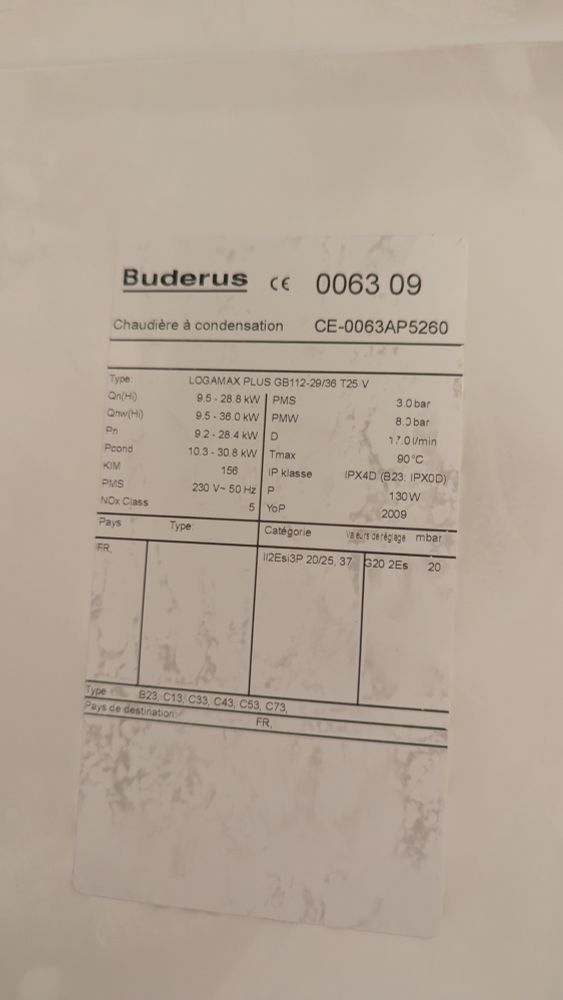 Buderus CE 0063 09
Chaudière à condensation CE-0063AP5260
Type: LOGAMAX PLUS GB112-29/36 T25 V
Qn(Hi) 9.5 - 28.8 kW PMS 3.0 bar
Qnw(Hi) 9.5 - 36.0 kW PMW 8.0 bar
Pn 9.2 - 28.4 kW D 17.0 l/min
Pcond 10.3 - 30.8 kW Tmax 90°C
KIM 156 IP klasse IPX4D (B23: IPX0D)
PMS 230 V~ 50 Hz P 130 W
NOx Class 5 YoP 2009
Pays Type: Catégorie Valeurs de réglage mbar
FR, II2Esi3P 20/25, 37 G20 2Es 20
Type B23, C13, C33, C43, C53, C73,
Pays de destination: FR,